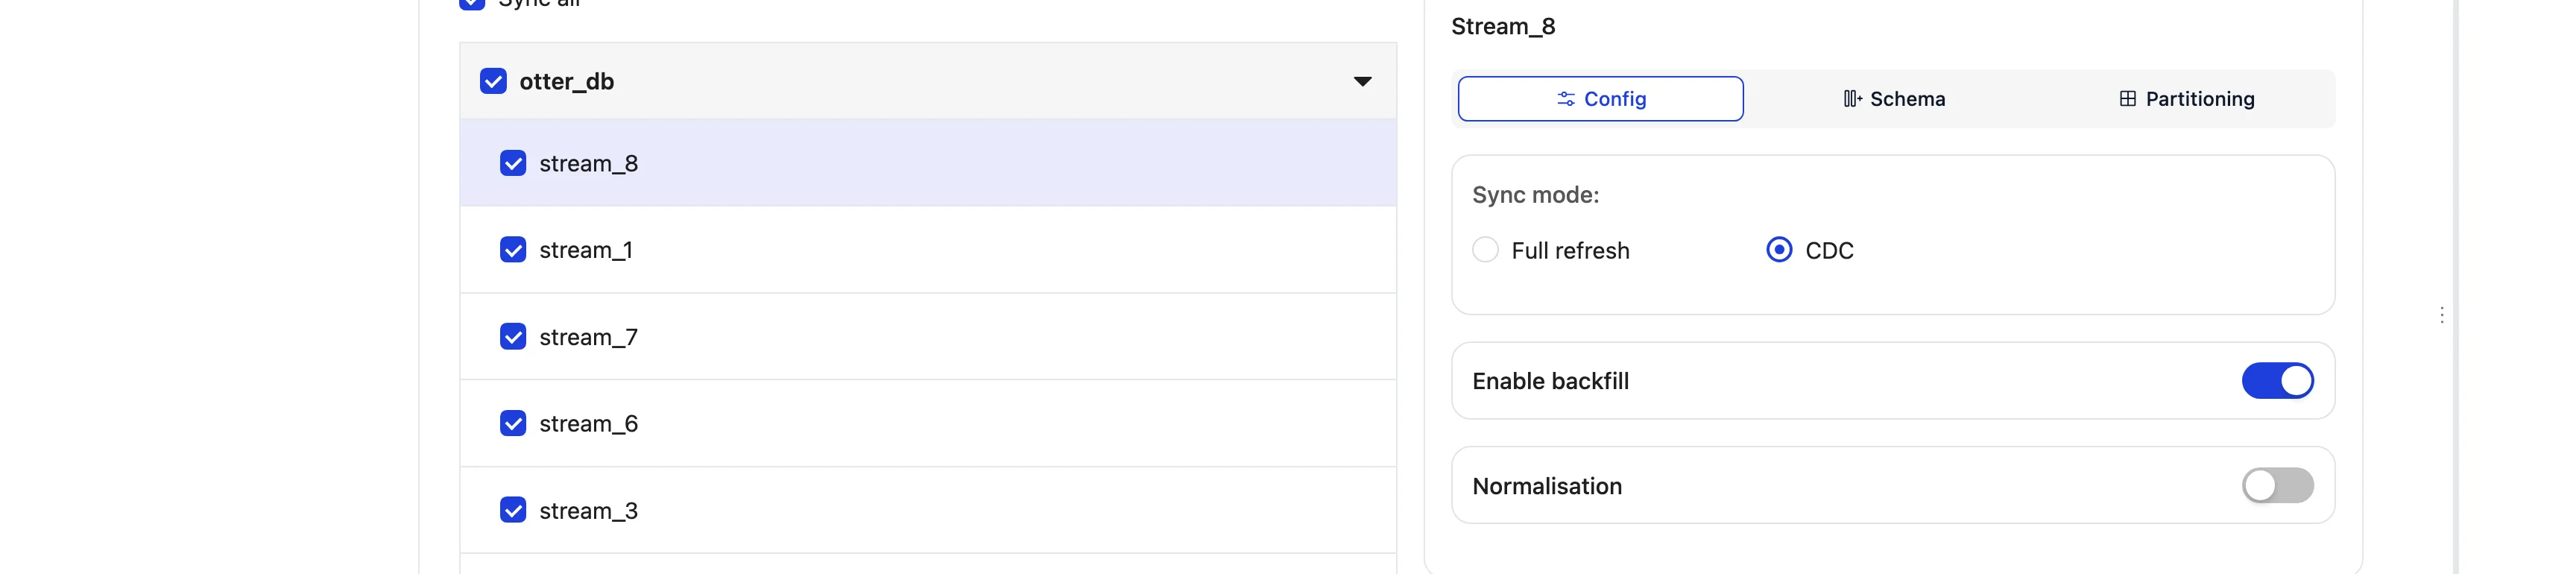 Sync all
otter_db
stream_8
stream_1
stream_7
stream_6
stream_3
Stream_8
Config
Schema
Partitioning
Sync mode:
Full refresh
CDC
Enable backfill
Normalisation